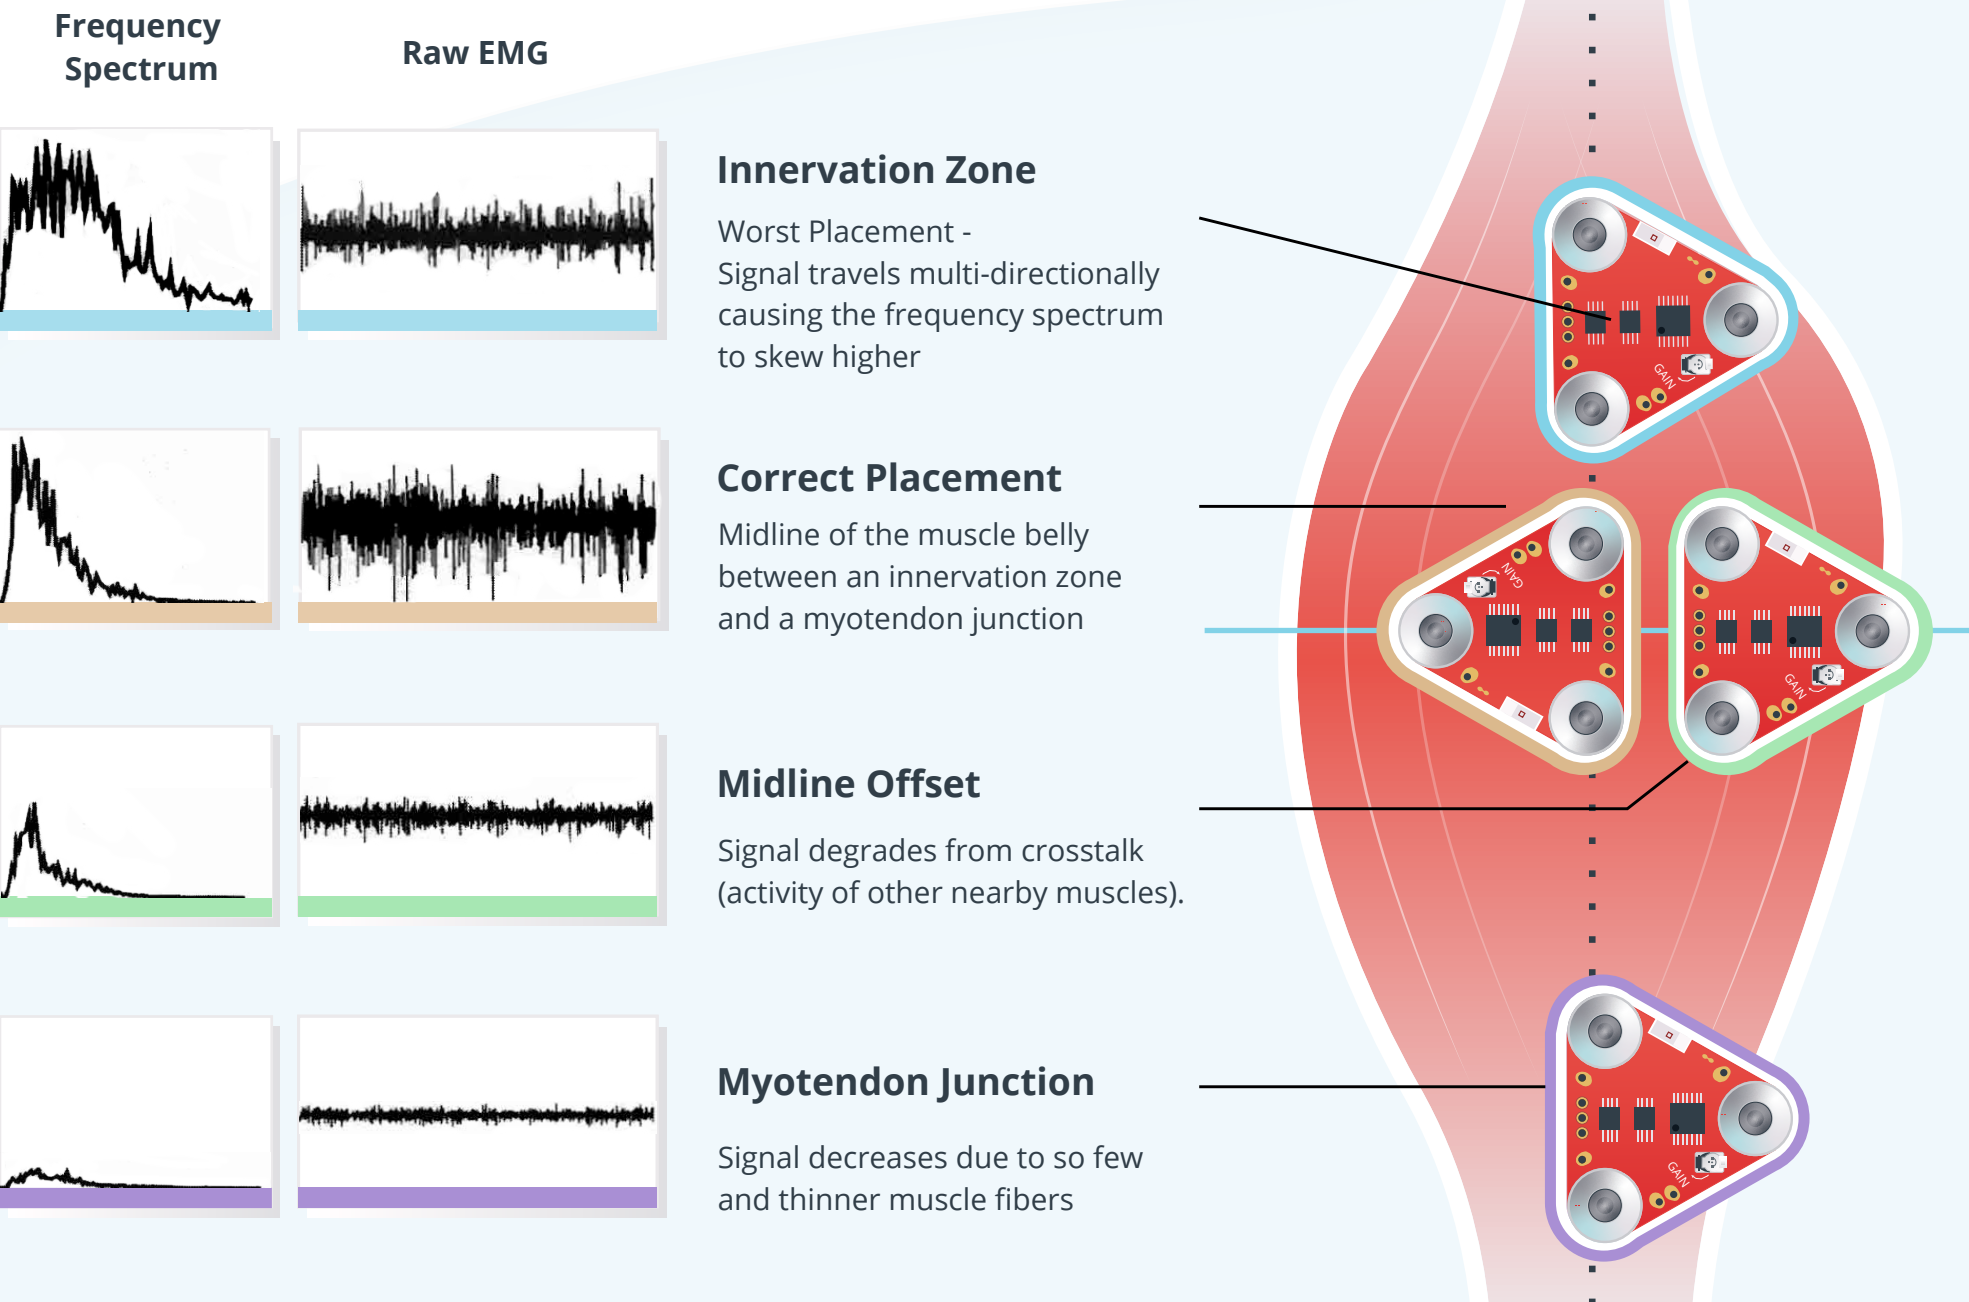 Frequency
Spectrum
Raw EMG
Innervation Zone
Worst Placement -
Signal travels multi-directionally
causing the frequency spectrum
to skew higher
GAIN
Correct Placement
Midline of the muscle belly
between an innervation zone
and a myotendon junction
GAIN
GAIN
Midline Offset
Signal degrades from crosstalk
(activity of other nearby muscles).
Myotendon Junction
Signal decreases due to so few
and thinner muscle fibers
GAIN